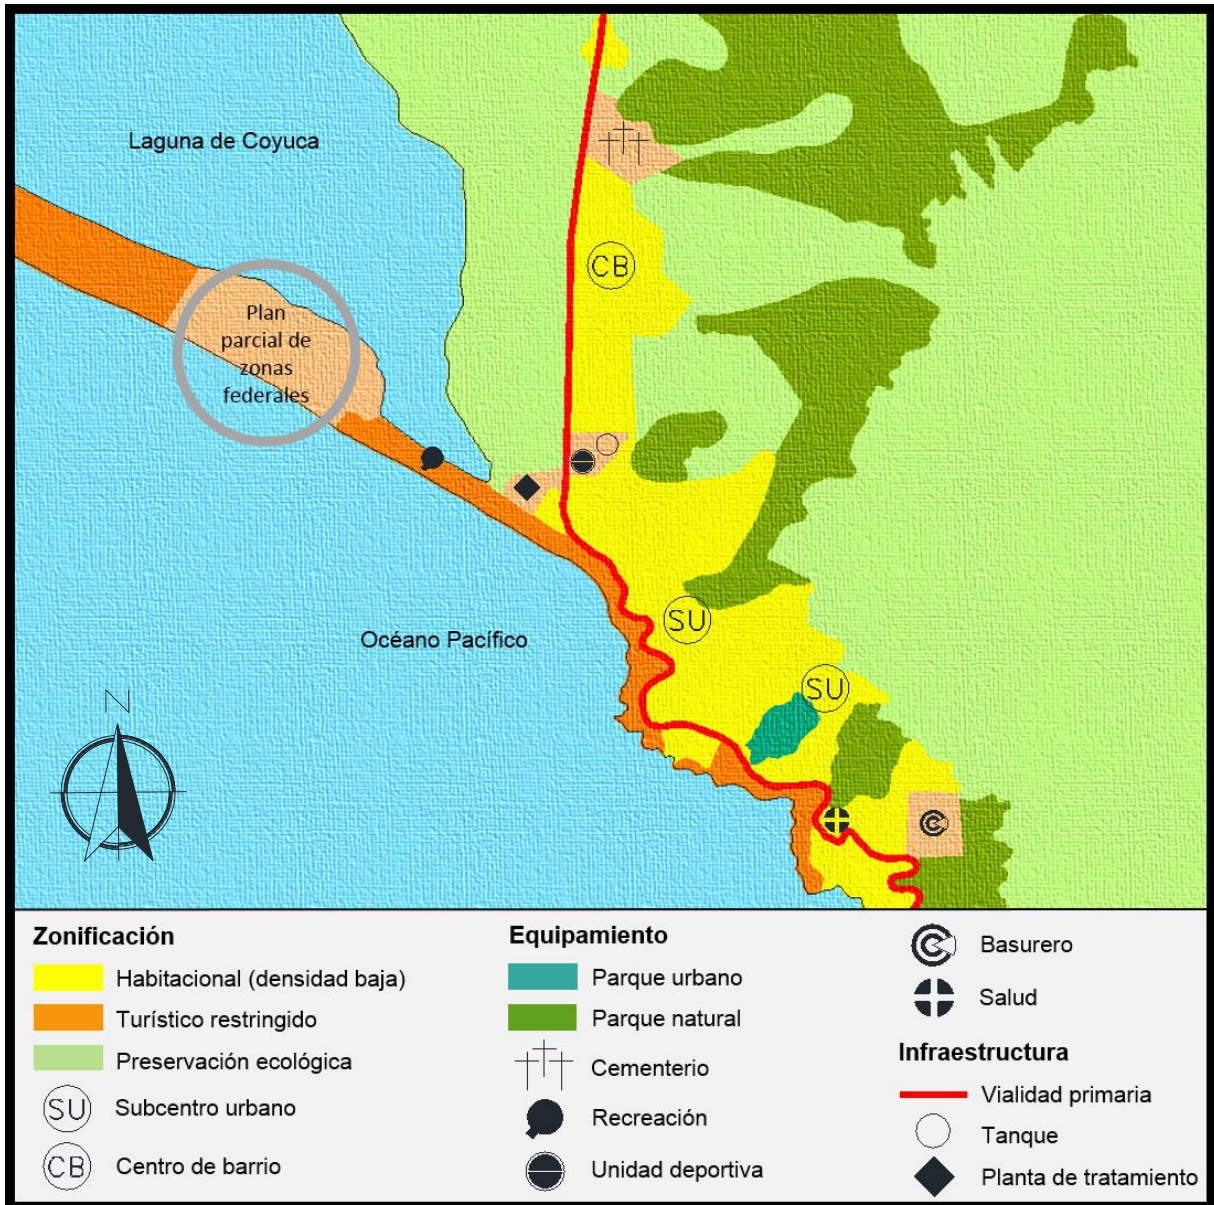 Laguna de Coyuca
CB
Plan
parcial de
zonas
federales
SU
Océano Pacífico
SU
N
Zonificación
Habitacional (densidad baja)
Turístico restringido
Preservación ecológica
SU Subcentro urbano
CB Centro de barrio
Equipamiento
Parque urbano
Parque natural
Cementerio
Recreación
Unidad deportiva
Basurero
Salud
Infraestructura
Vialidad primaria
Tanque
Planta de tratamiento